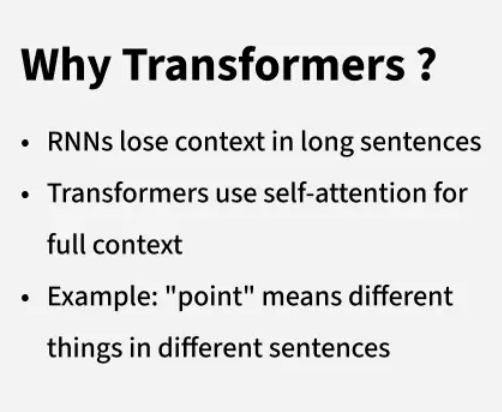 Why Transformers ?
• RNNs lose context in long sentences
• Transformers use self-attention for
full context
• Example: "point" means different
things in different sentences